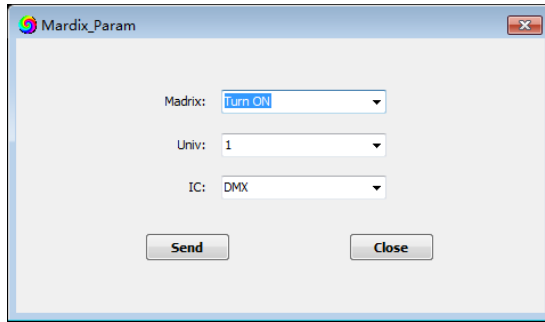 Mardix_Param
Madrix: Turn ON
Univ: 1
IC: DMX
Send Close